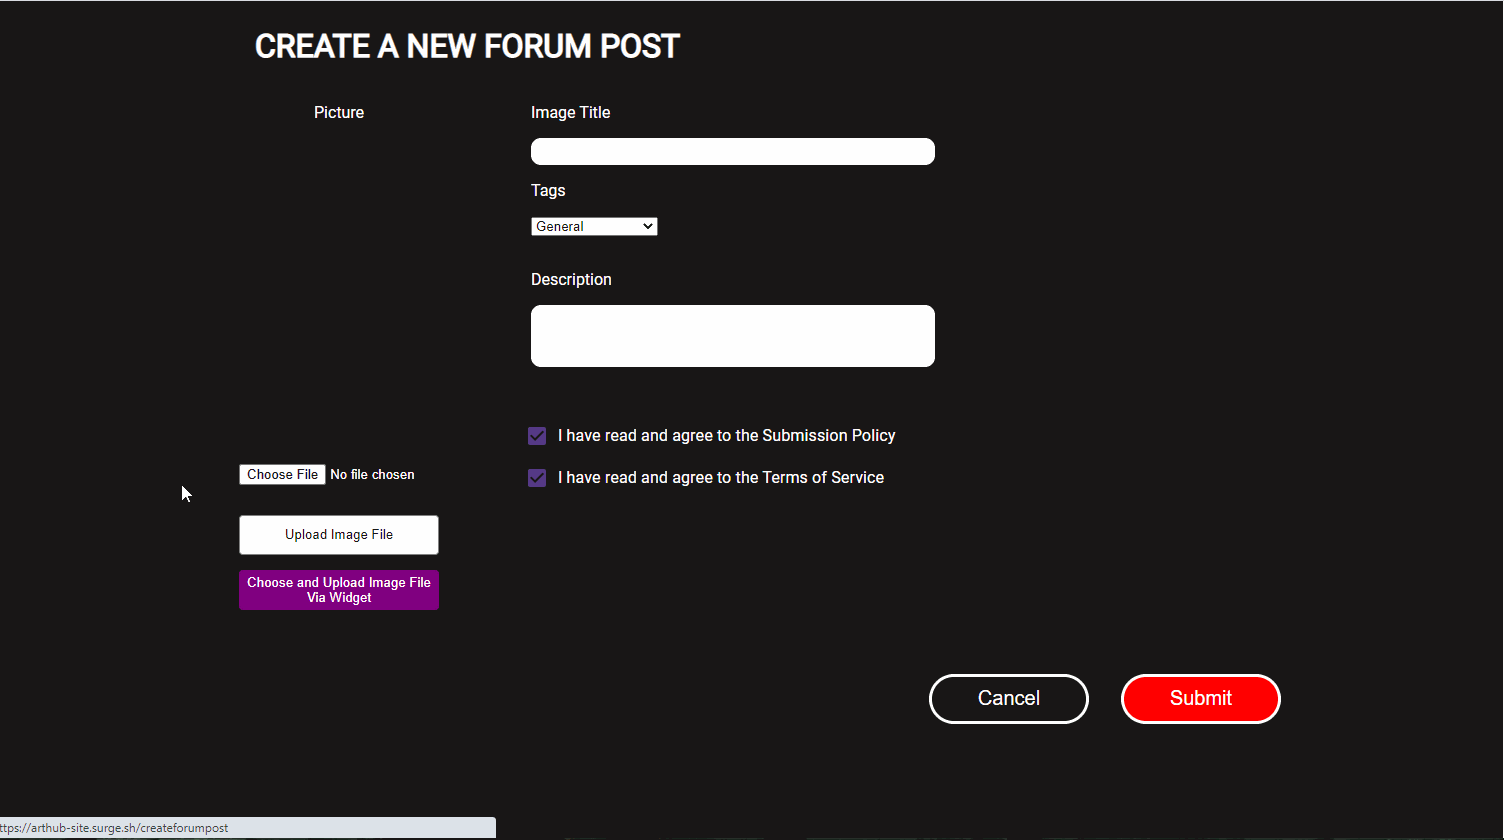 CREATE A NEW FORUM POST
Picture
Image Title
Tags
General
Description
I have read and agree to the Submission Policy
I have read and agree to the Terms of Service
Choose File No file chosen
Upload Image File
Choose and Upload Image File
Via Widget
Cancel
Submit
ttps://arthub-site.surge.sh/createforumpost